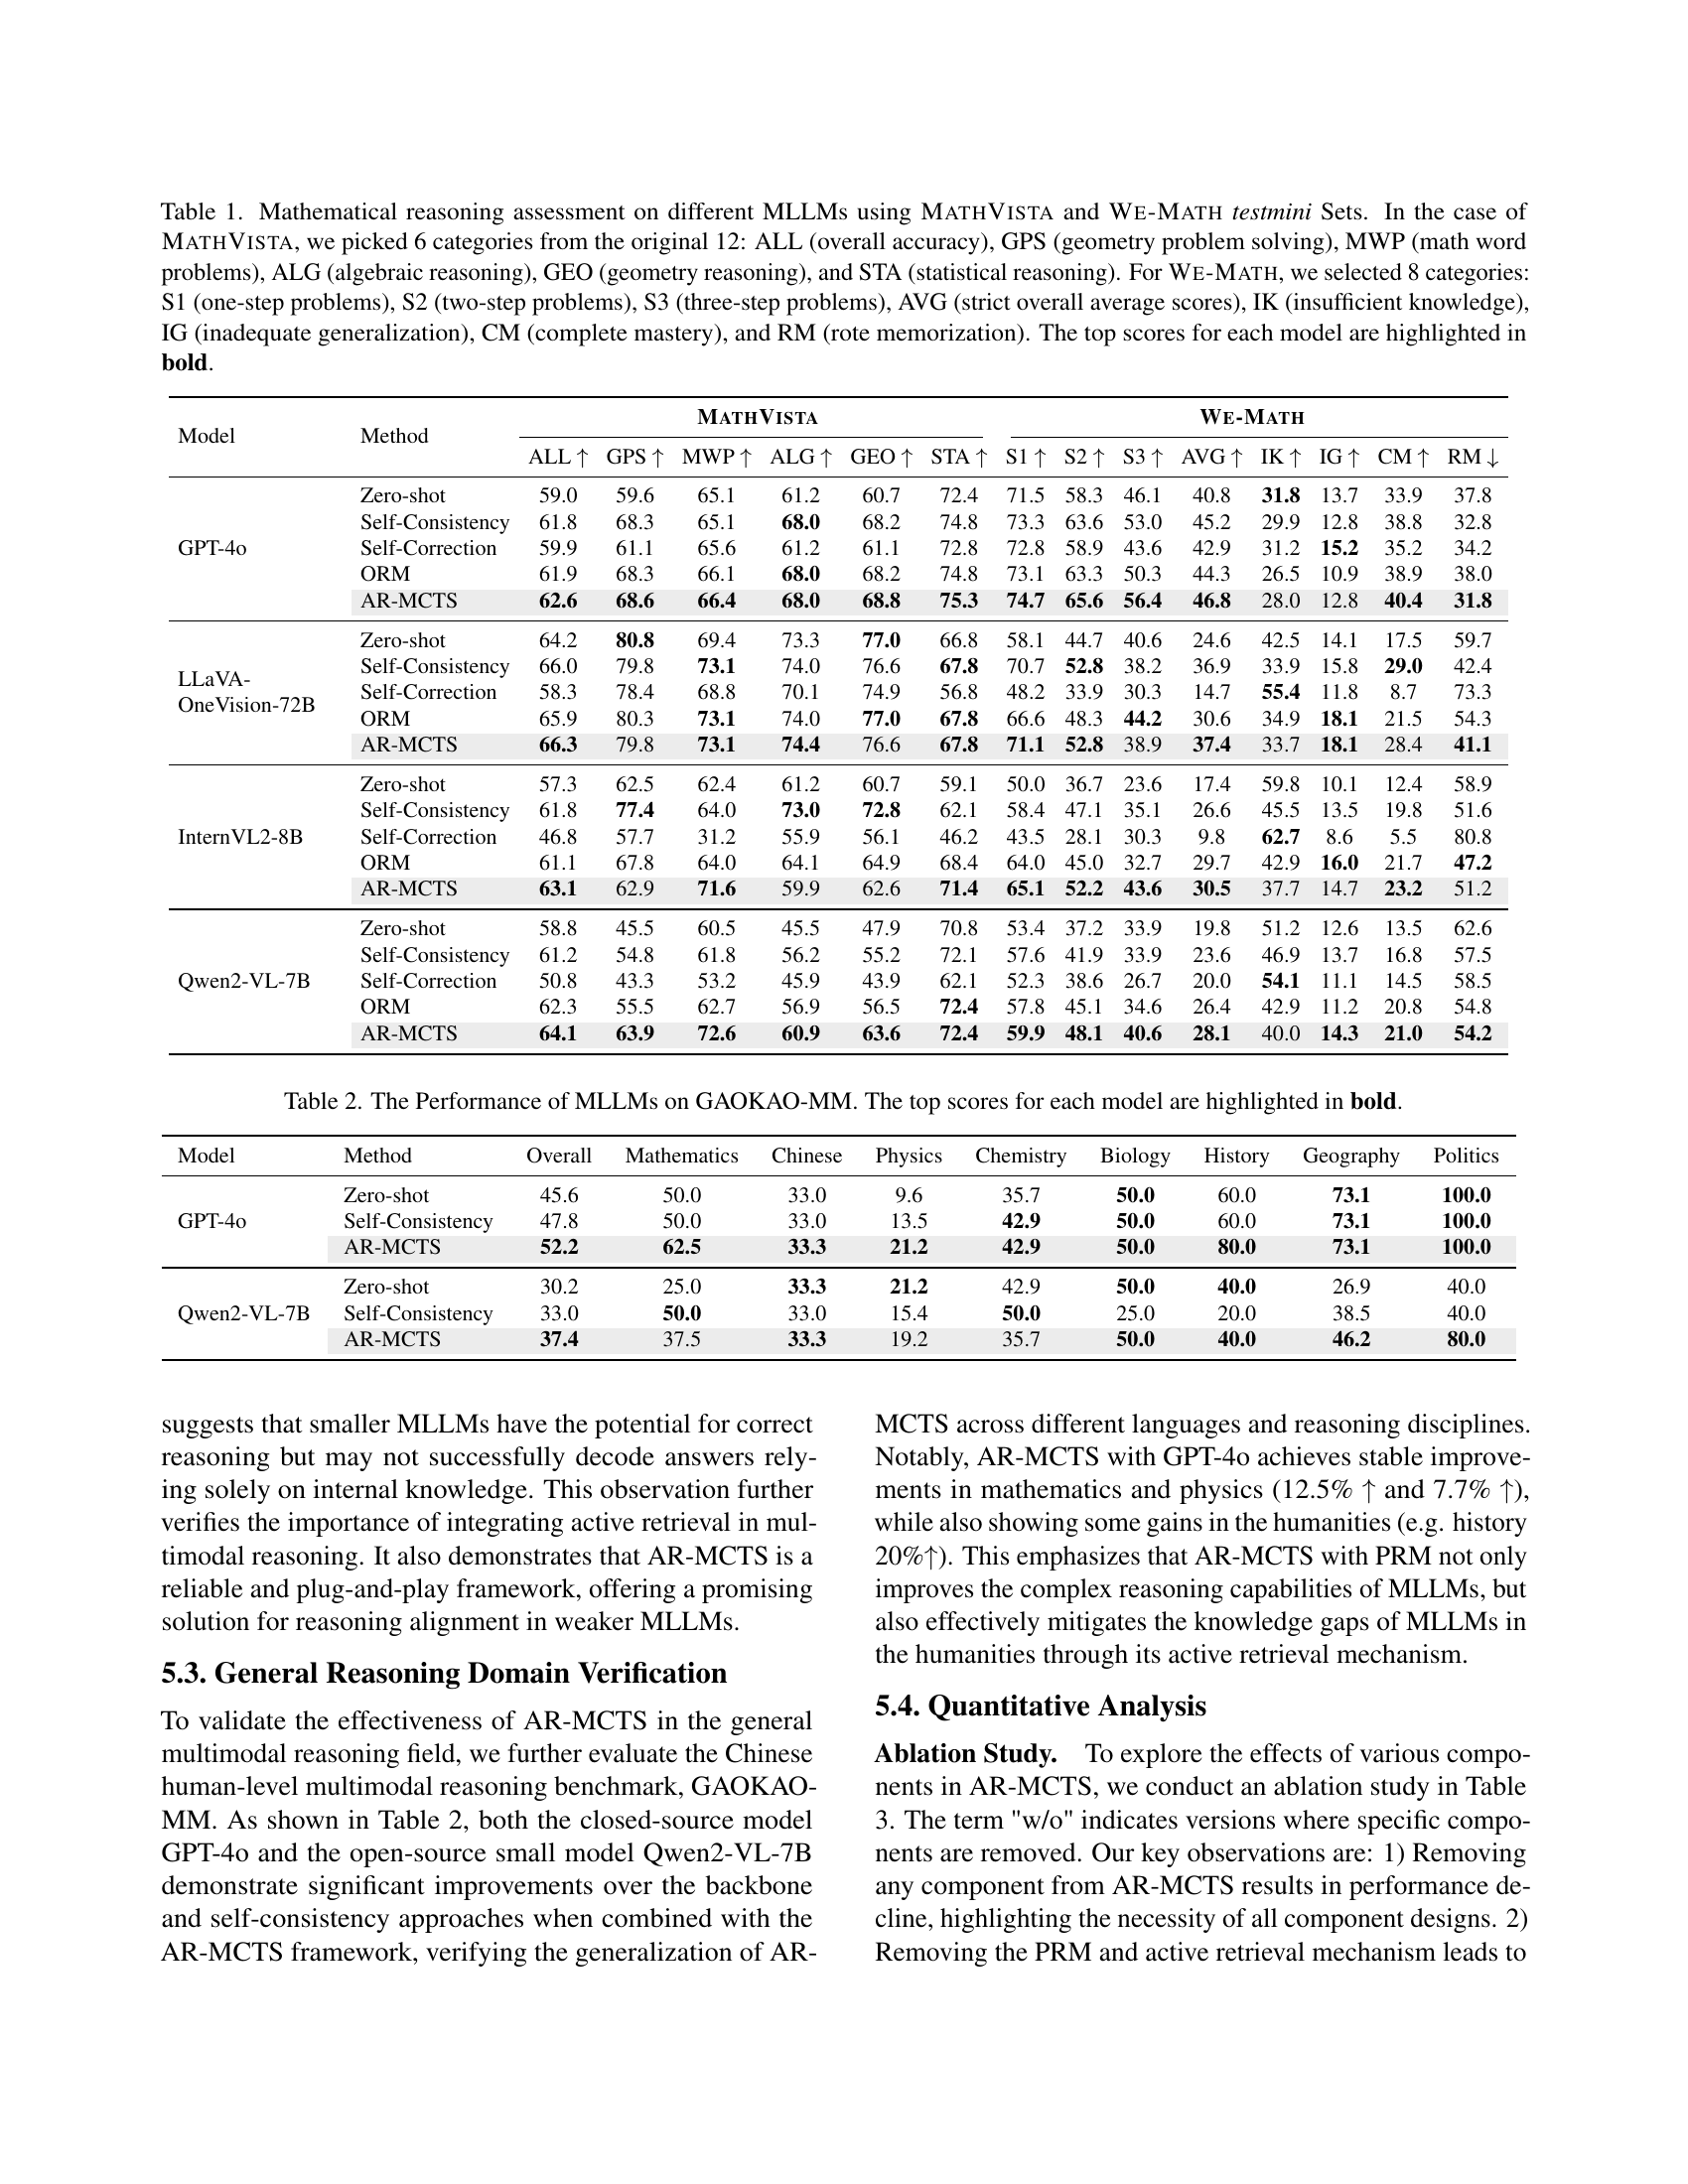 Table 1. Mathematical reasoning assessment on different MLLMs using MATHVISTA and WE-MATH testmini Sets. In the case of
MATHVISTA, we picked 6 categories from the original 12: ALL (overall accuracy), GPS (geometry problem solving), MWP (math word
problems), ALG (algebraic reasoning), GEO (geometry reasoning), and STA (statistical reasoning). For WE-MATH, we selected 8 categories:
S1 (one-step problems), S2 (two-step problems), S3 (three-step problems), AVG (strict overall average scores), IK (insufficient knowledge),
IG (inadequate generalization), CM (complete mastery), and RM (rote memorization). The top scores for each model are highlighted in
bold.
Model Method MATHVISTA WE-MATH
ALL ↑ GPS ↑ MWP ↑ ALG ↑ GEO ↑ STA ↑ S1 ↑ S2 ↑ S3 ↑ AVG ↑ IK ↑ IG ↑ CM ↑ RM ↓
GPT-4o
Zero-shot 59.0 59.6 65.1 61.2 60.7 72.4 71.5 58.3 46.1 40.8 31.8 13.7 33.9 37.8
Self-Consistency 61.8 68.3 65.1 68.0 68.2 74.8 73.3 63.6 53.0 45.2 29.9 12.8 38.8 32.8
Self-Correction 59.9 61.1 65.6 61.2 61.1 72.8 72.8 58.9 43.6 42.9 31.2 15.2 35.2 34.2
ORM 61.9 68.3 66.1 68.0 68.2 74.8 73.1 63.3 50.3 44.3 26.5 10.9 38.9 38.0
AR-MCTS 62.6 68.6 66.4 68.0 68.8 75.3 74.7 65.6 56.4 46.8 28.0 12.8 40.4 31.8
LLaVA-
OneVision-72B
Zero-shot 64.2 80.8 69.4 73.3 77.0 66.8 58.1 44.7 40.6 24.6 42.5 14.1 17.5 59.7
Self-Consistency 66.0 79.8 73.1 74.0 76.6 67.8 70.7 52.8 38.2 36.9 33.9 15.8 29.0 42.4
Self-Correction 58.3 78.4 68.8 70.1 74.9 56.8 48.2 33.9 30.3 14.7 55.4 11.8 8.7 73.3
ORM 65.9 80.3 73.1 74.0 77.0 67.8 66.6 48.3 44.2 30.6 34.9 18.1 21.5 54.3
AR-MCTS 66.3 79.8 73.1 74.4 76.6 67.8 71.1 52.8 38.9 37.4 33.7 18.1 28.4 41.1
InternVL2-8B
Zero-shot 57.3 62.5 62.4 61.2 60.7 59.1 50.0 36.7 23.6 17.4 59.8 10.1 12.4 58.9
Self-Consistency 61.8 77.4 64.0 73.0 72.8 62.1 58.4 47.1 35.1 26.6 45.5 13.5 19.8 51.6
Self-Correction 46.8 57.7 31.2 55.9 56.1 46.2 43.5 28.1 30.3 9.8 62.7 8.6 5.5 80.8
ORM 61.1 67.8 64.0 64.1 64.9 68.4 64.0 45.0 32.7 29.7 42.9 16.0 21.7 47.2
AR-MCTS 63.1 62.9 71.6 59.9 62.6 71.4 65.1 52.2 43.6 30.5 37.7 14.7 23.2 51.2
Qwen2-VL-7B
Zero-shot 58.8 45.5 60.5 45.5 47.9 70.8 53.4 37.2 33.9 19.8 51.2 12.6 13.5 62.6
Self-Consistency 61.2 54.8 61.8 56.2 55.2 72.1 57.6 41.9 33.9 23.6 46.9 13.7 16.8 57.5
Self-Correction 50.8 43.3 53.2 45.9 43.9 62.1 52.3 38.6 26.7 20.0 54.1 11.1 14.5 58.5
ORM 62.3 55.5 62.7 56.9 56.5 72.4 57.8 45.1 34.6 26.4 42.9 11.2 20.8 54.8
AR-MCTS 64.1 63.9 72.6 60.9 63.6 72.4 59.9 48.1 40.6 28.1 40.0 14.3 21.0 54.2
Table 2. The Performance of MLLMs on GAOKAO-MM. The top scores for each model are highlighted in bold.
Model Method Overall Mathematics Chinese Physics Chemistry Biology History Geography Politics
GPT-4o
Zero-shot 45.6 50.0 33.0 9.6 35.7 50.0 60.0 73.1 100.0
Self-Consistency 47.8 50.0 33.0 13.5 42.9 50.0 60.0 73.1 100.0
AR-MCTS 52.2 62.5 33.3 21.2 42.9 50.0 80.0 73.1 100.0
Qwen2-VL-7B
Zero-shot 30.2 25.0 33.3 21.2 42.9 50.0 40.0 26.9 40.0
Self-Consistency 33.0 50.0 33.0 15.4 50.0 25.0 20.0 38.5 40.0
AR-MCTS 37.4 37.5 33.3 19.2 35.7 50.0 40.0 46.2 80.0
suggests that smaller MLLMs have the potential for correct
reasoning but may not successfully decode answers rely-
ing solely on internal knowledge. This observation further
verifies the importance of integrating active retrieval in mul-
timodal reasoning. It also demonstrates that AR-MCTS is a
reliable and plug-and-play framework, offering a promising
solution for reasoning alignment in weaker MLLMs.
5.3. General Reasoning Domain Verification
To validate the effectiveness of AR-MCTS in the general
multimodal reasoning field, we further evaluate the Chinese
human-level multimodal reasoning benchmark, GAOKAO-
MM. As shown in Table 2, both the closed-source model
GPT-4o and the open-source small model Qwen2-VL-7B
demonstrate significant improvements over the backbone
and self-consistency approaches when combined with the
AR-MCTS framework, verifying the generalization of AR-
MCTS across different languages and reasoning disciplines.
Notably, AR-MCTS with GPT-4o achieves stable improve-
ments in mathematics and physics (12.5% ↑ and 7.7% ↑),
while also showing some gains in the humanities (e.g. history
20%↑). This emphasizes that AR-MCTS with PRM not only
improves the complex reasoning capabilities of MLLMs, but
also effectively mitigates the knowledge gaps of MLLMs in
the humanities through its active retrieval mechanism.
5.4. Quantitative Analysis
Ablation Study. To explore the effects of various compo-
nents in AR-MCTS, we conduct an ablation study in Table
3. The term "w/o" indicates versions where specific compo-
nents are removed. Our key observations are: 1) Removing
any component from AR-MCTS results in performance de-
cline, highlighting the necessity of all component designs. 2)
Removing the PRM and active retrieval mechanism leads to